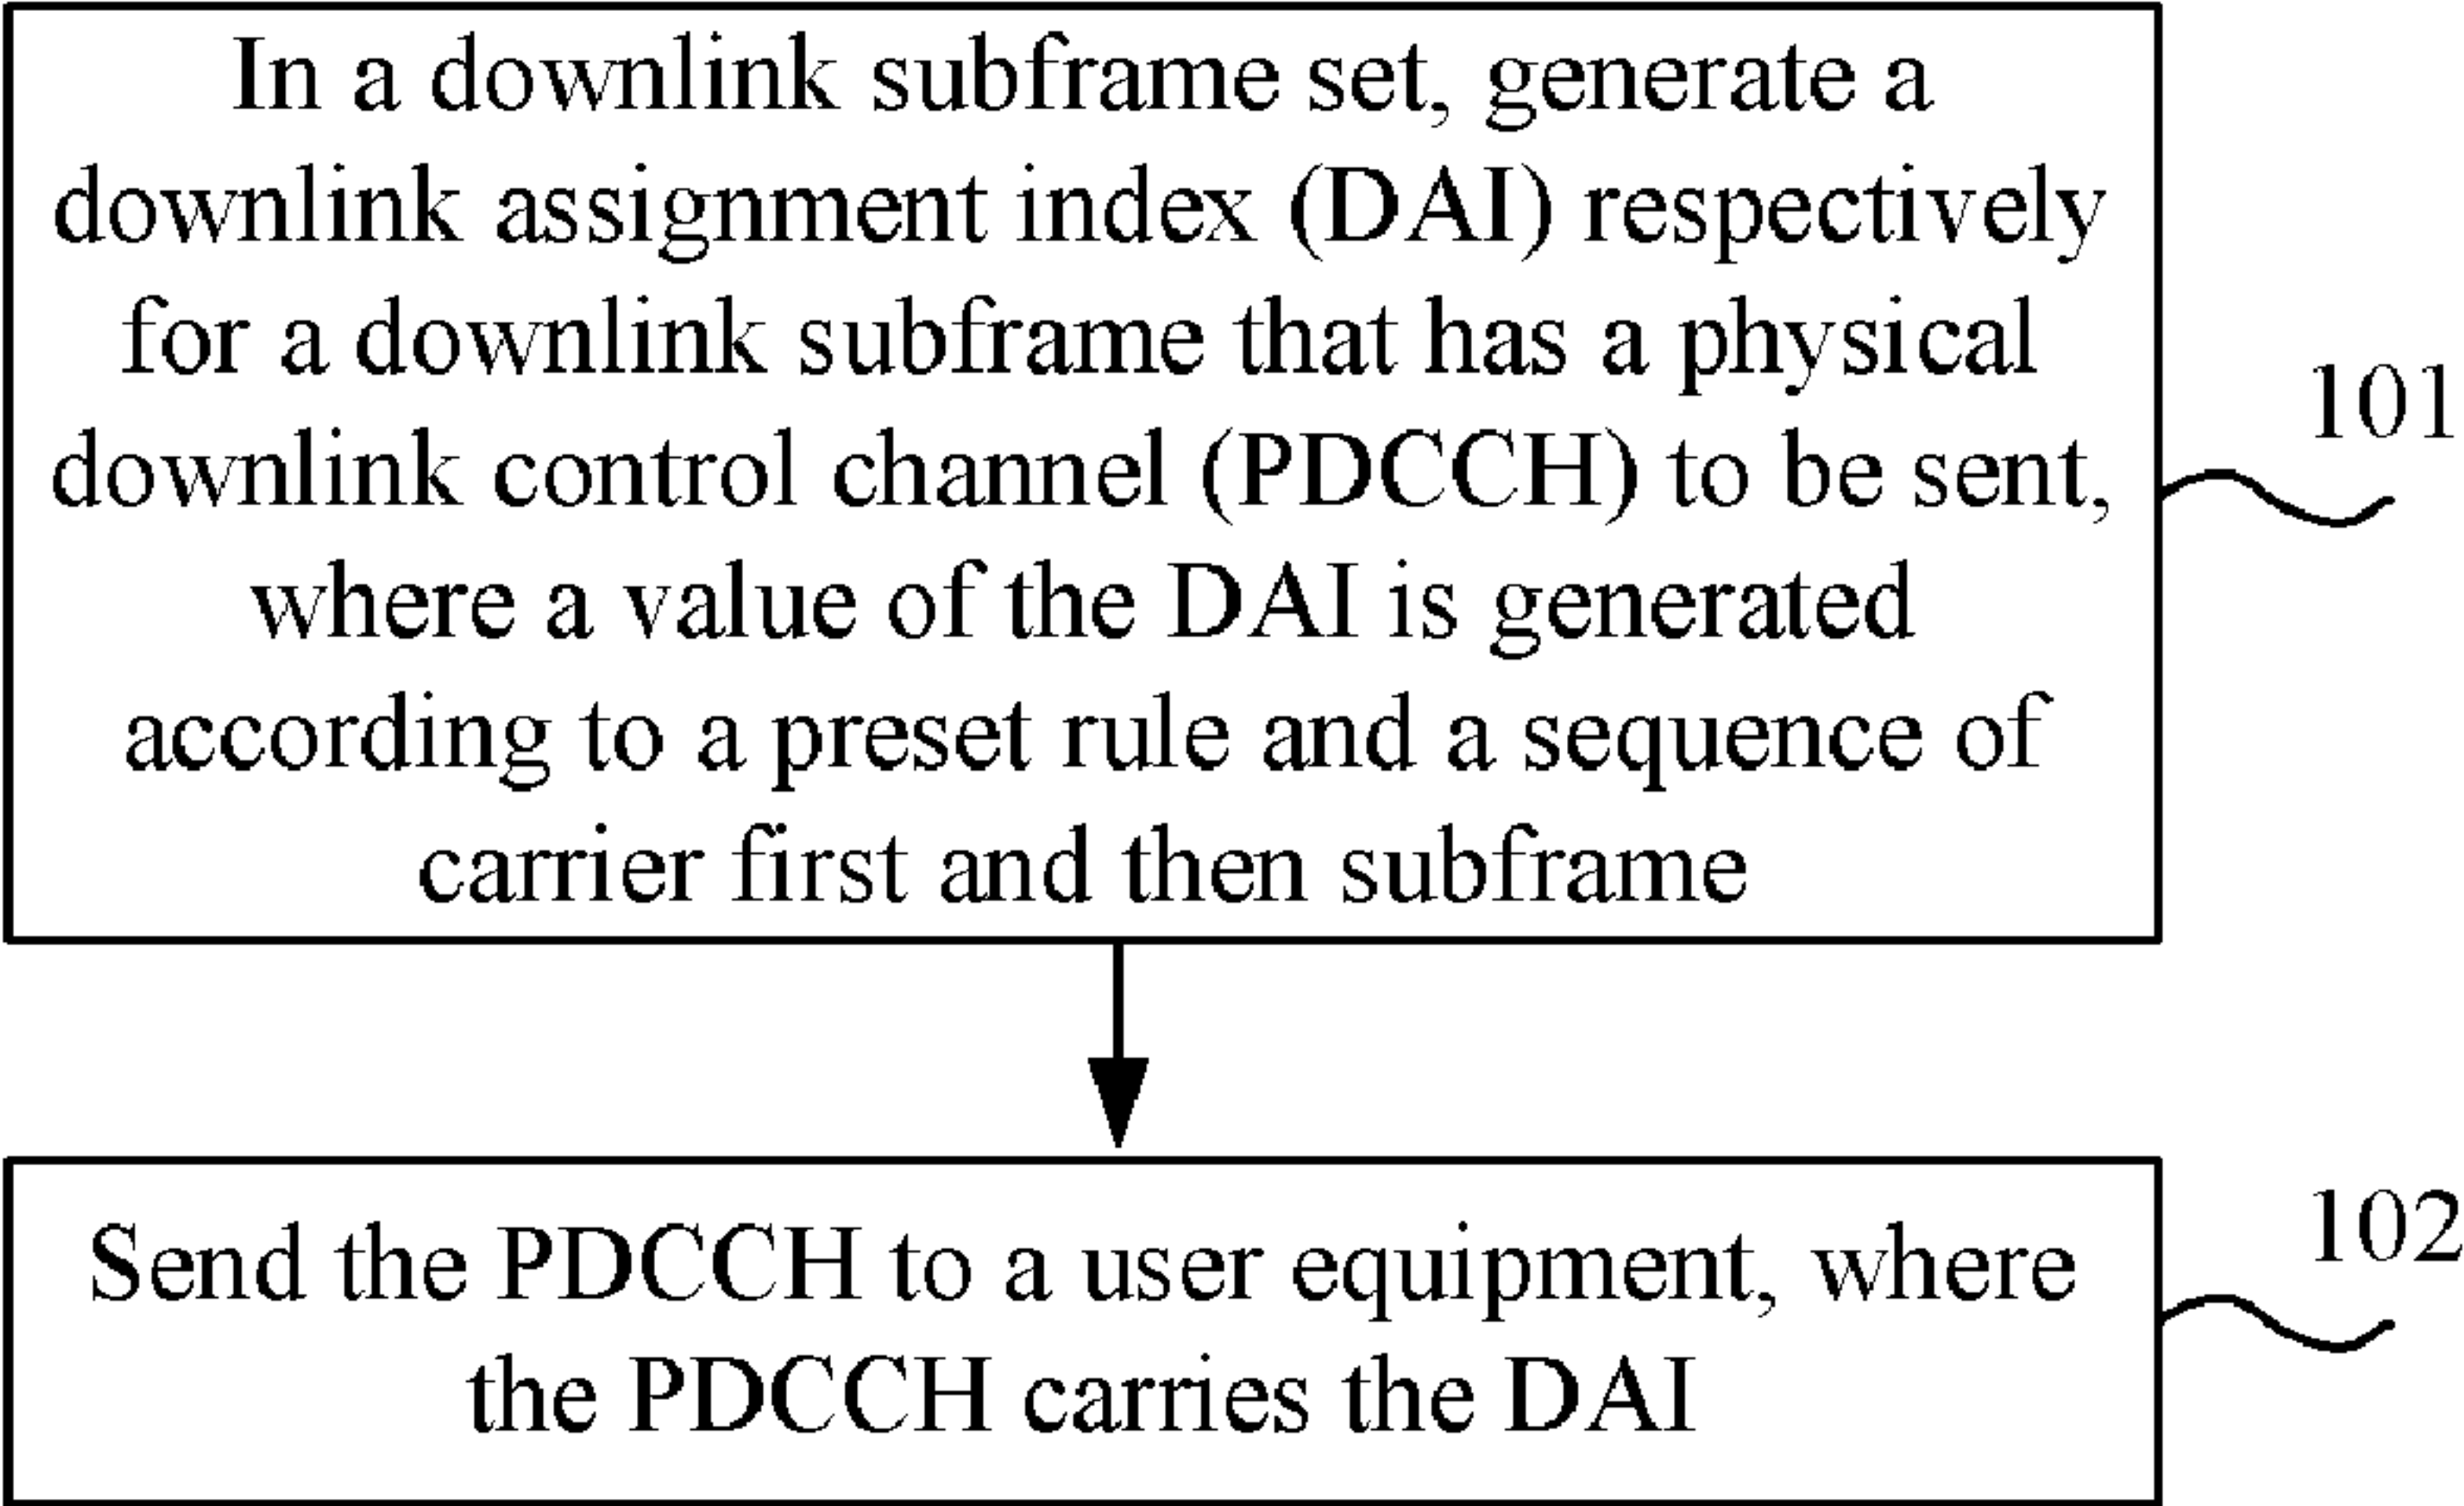 In a downlink subframe set, generate a
downlink assignment index (DAI) respectively
for a downlink subframe that has a physical
downlink control channel (PDCCH) to be sent,
where a value of the DAI is generated
according to a preset rule and a sequence of
carrier first and then subframe
101
Send the PDCCH to a user equipment, where
the PDCCH carries the DAI
102